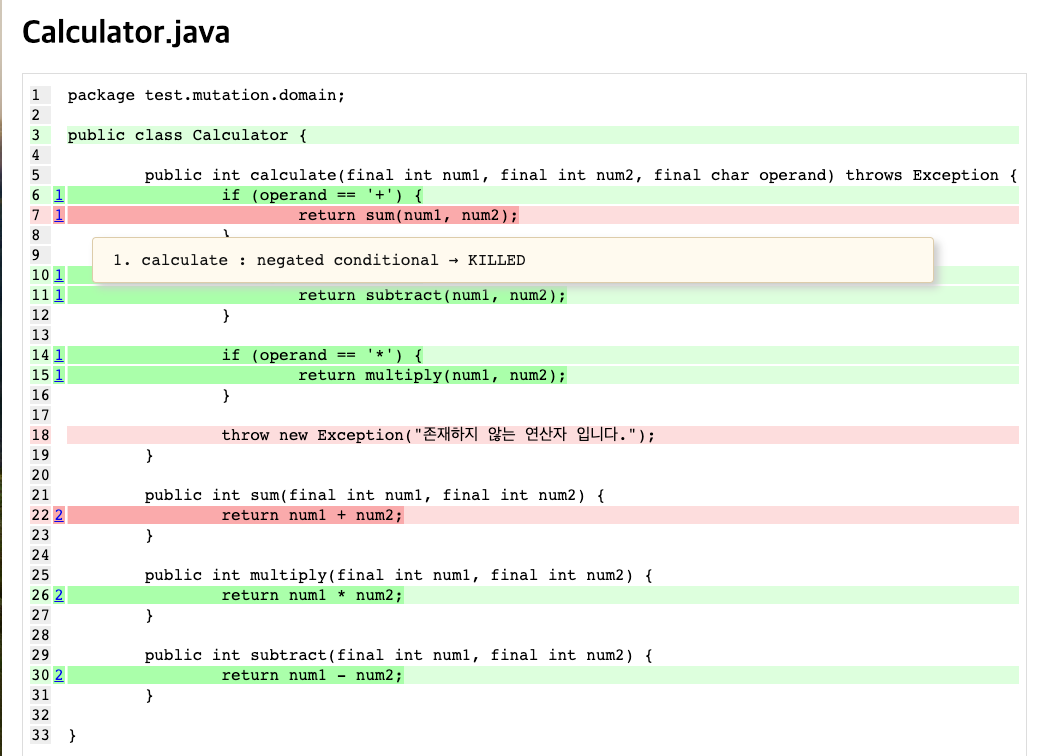 Calculator.java
1 package test.mutation.domain;
2
3 public class Calculator {
4
5 public int calculate(final int num1, final int num2, final char operand) throws Exception {
6 1 if (operand == '+') {
7 1 return sum(num1, num2);
8 }
9
1. calculate : negated conditional → KILLED
10 1
11 1 return subtract(num1, num2);
12 }
13
14 1 if (operand == '*') {
15 1 return multiply(num1, num2);
16 }
17
18 throw new Exception("존재하지 않는 연산자 입니다.");
19 }
20
21 public int sum(final int num1, final int num2) {
22 2 return num1 + num2;
23 }
24
25 public int multiply(final int num1, final int num2) {
26 2 return num1 * num2;
27 }
28
29 public int subtract(final int num1, final int num2) {
30 2 return num1 - num2;
31 }
32
33 }